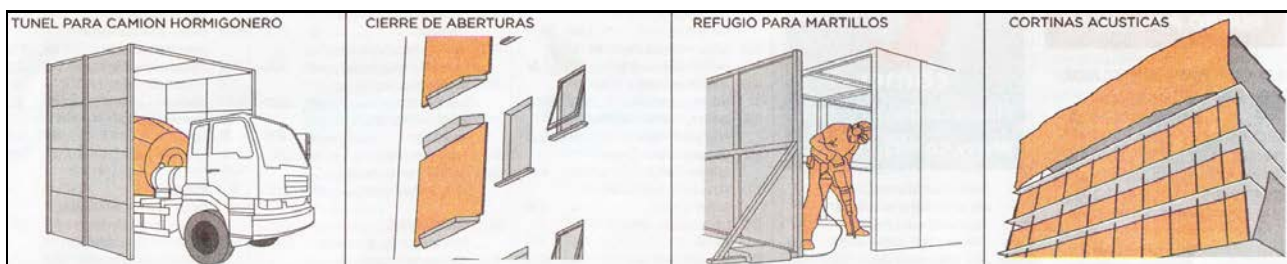 TUNEL PARA CAMION HORMIGONERO
CIERRE DE ABERTURAS
REFUGIO PARA MARTILLOS
CORTINAS ACUSTICAS